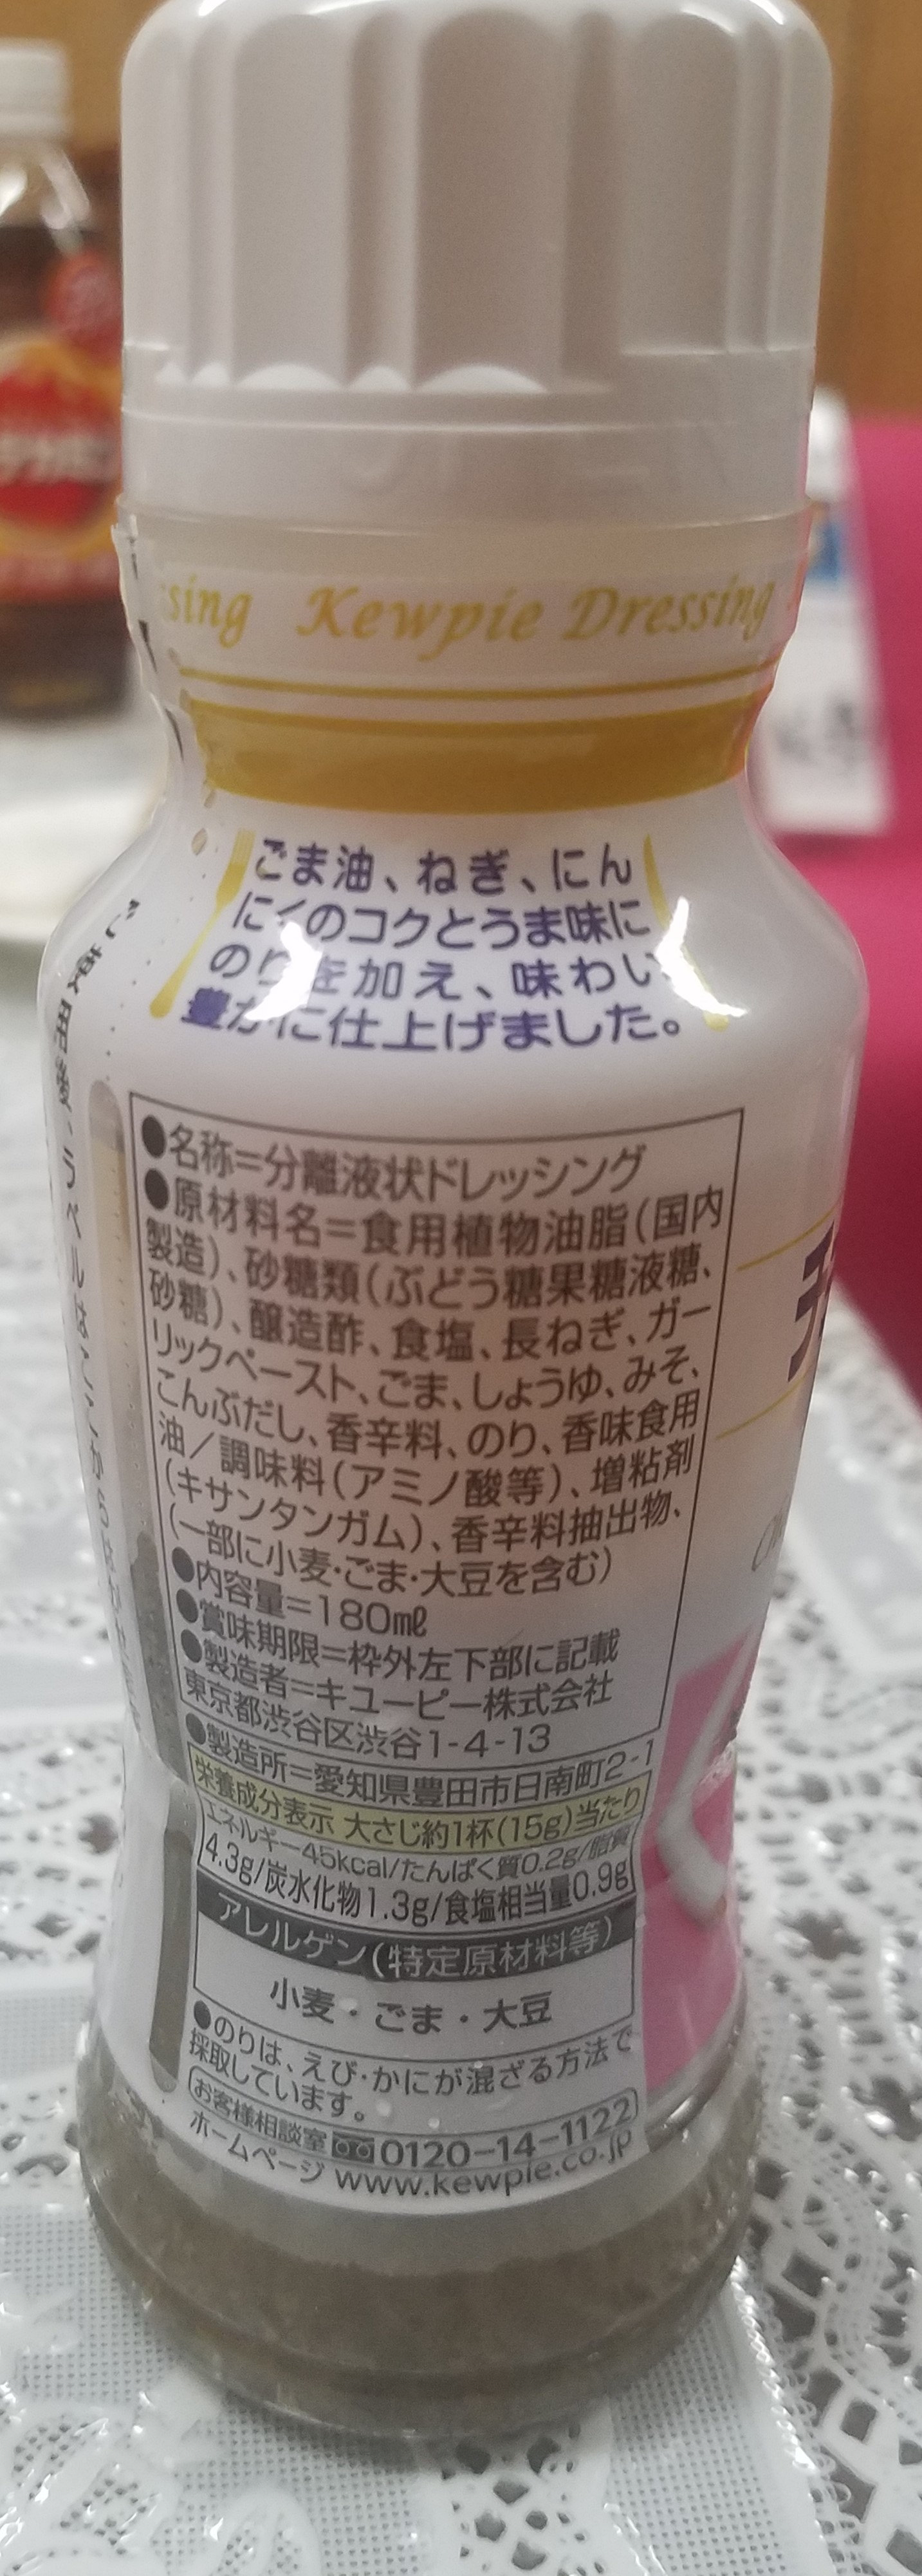 sing Kewpie Dressing
ごま油、ねぎ、にん
にくのコクとうま味に
のりを加え、味わい
豊かに仕上げました。
●名称=分離液状ドレッシング
●原材料名=食用植物油脂(国内
製造)、砂糖類(ぶどう糖果糖液糖、
砂糖)、醸造酢、食塩、長ねぎ、ガー
リックペースト、ごま、しょうゆ、みそ、
こんぶだし、香辛料、のり、香味食用
油/調味料(アミノ酸等)、増粘剤
(キサンタンガム)、香辛料抽出物、
(一部に小麦・ごま・大豆を含む)
●内容量=180ml
●賞味期限=枠外左下部に記載
●製造者=キユーピー株式会社
東京都渋谷区渋谷1-4-13
●製造所=愛知県豊田市日南町2-1
栄養成分表示 大さじ約1杯(15g)当たり
エネルギー45kcal/たんぱく質0.2g/脂質
4.3g/炭水化物1.3g/食塩相当量0.9g
アレルゲン(特定原材料等)
小麦・ごま・大豆
●のりは、えび・かにが混ざる方法で
採取しています。
お客様相談室 0120-14-1122
ホームページ www.kewpie.co.jp
ラベルはここから